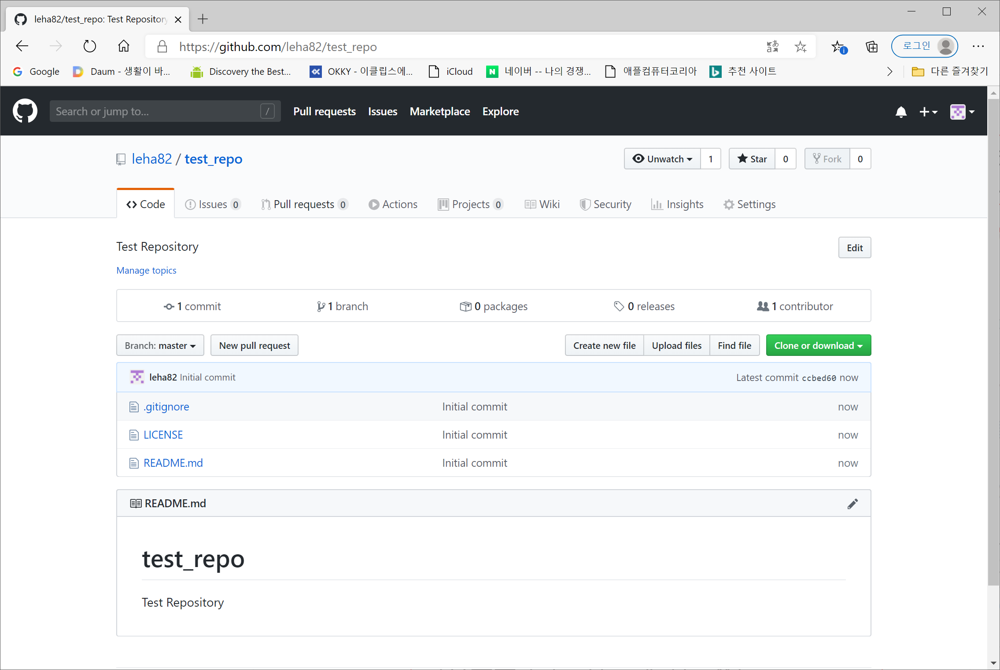 leha82/test_repo: Test Repository
https://github.com/leha82/test_repo
로그인
Google Daum - 생활이 바... Discovery the Best... OKKY - 이클립스에... iCloud 네이버 -- 나의 경쟁... 애플컴퓨터코리아 추천 사이트 다른 즐겨찾기
Search or jump to... / Pull requests Issues Marketplace Explore
leha82 / test_repo Unwatch 1 Star 0 Fork 0
Code Issues 0 Pull requests 0 Actions Projects 0 Wiki Security Insights Settings
Test Repository Edit
Manage topics
1 commit 1 branch 0 packages 0 releases 1 contributor
Branch: master New pull request Create new file Upload files Find file Clone or download
leha82 Initial commit Latest commit ccbed60 now
.gitignore Initial commit now
LICENSE Initial commit now
README.md Initial commit now
README.md
test_repo
Test Repository